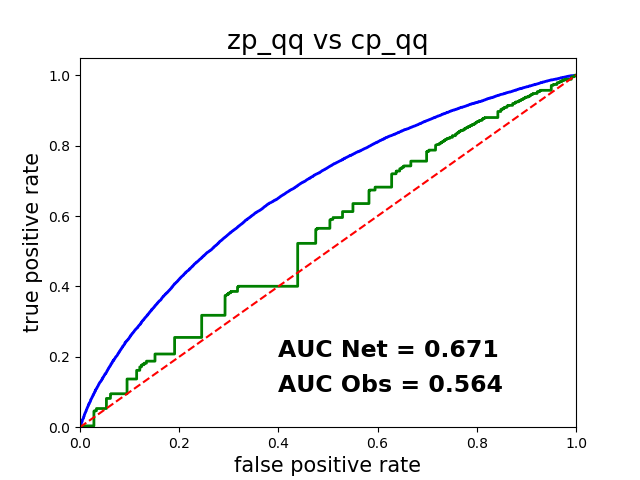 zp_qq vs cp_qq
true positive rate
1.0
0.8
0.6
0.4
0.2
0.0
AUC Net = 0.671
AUC Obs = 0.564
0.0 0.2 0.4 0.6 0.8 1.0
false positive rate